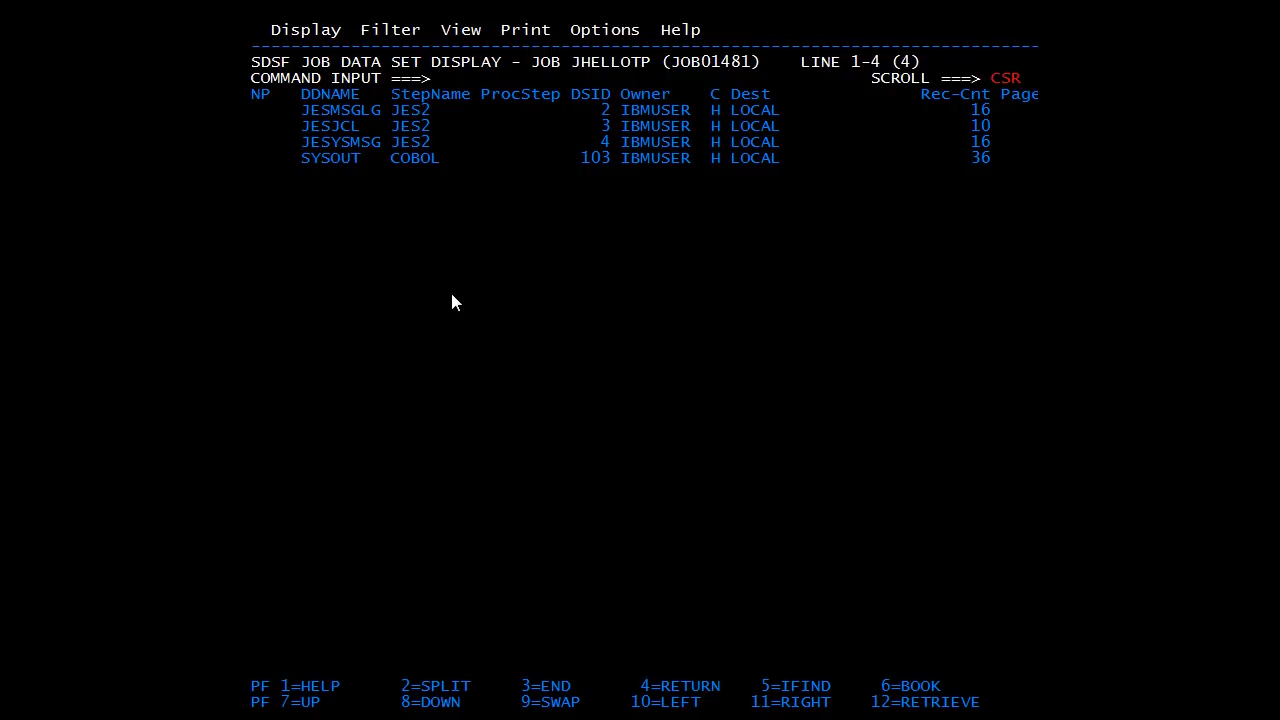 Display  Filter  View  Print  Options  Help
-------------------------------------------------------------------------------
SDSF JOB DATA SET DISPLAY - JOB JHELLOTP (JOB01481)    LINE 1-4 (4)
COMMAND INPUT ===>                                            SCROLL ===> CSR
NP   DDNAME   StepName ProcStep DSID Owner    C Dest               Rec-Cnt Page
     JESMSGLG JES2                 2 IBMUSER  H LOCAL                   16
     JESJCL   JES2                 3 IBMUSER  H LOCAL                   10
     JESYSMSG JES2                 4 IBMUSER  H LOCAL                   16
     SYSOUT   COBOL              103 IBMUSER  H LOCAL                   36
PF 1=HELP      2=SPLIT     3=END       4=RETURN    5=IFIND     6=BOOK
PF 7=UP        8=DOWN      9=SWAP     10=LEFT     11=RIGHT    12=RETRIEVE